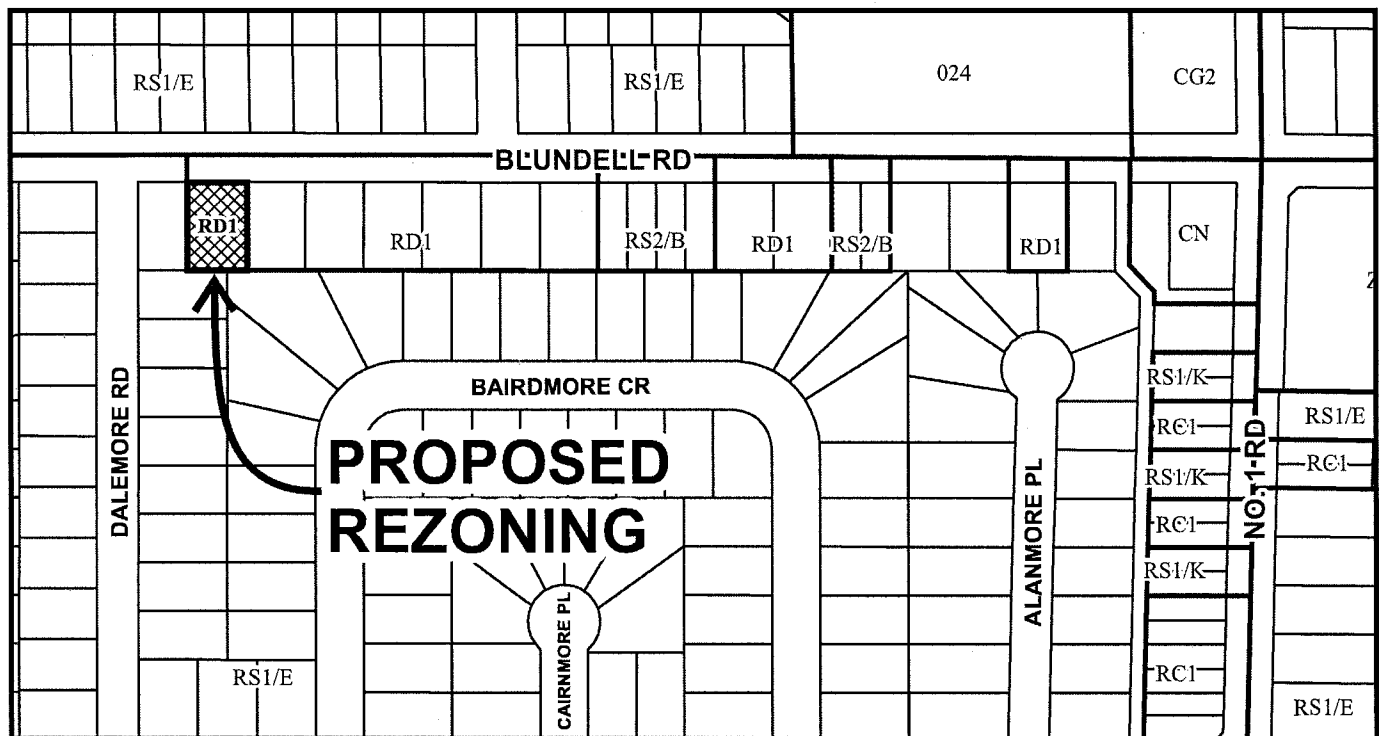 RS1/E
RS1/E
024
CG2
BLUNDELL RD
RD1
RD1
RS2/B
RD1
RS2/B
RD1
CN
Z
BAIRDMORE CR
DALEMORE RD
PROPOSED
REZONING
CAIRNMORE PL
ALANMORE PL
NO. 1 RD
RS1/K
RC1
RS1/K
RC1
RS1/K
RC1
RS1/E
RC1
RS1/E
RS1/E